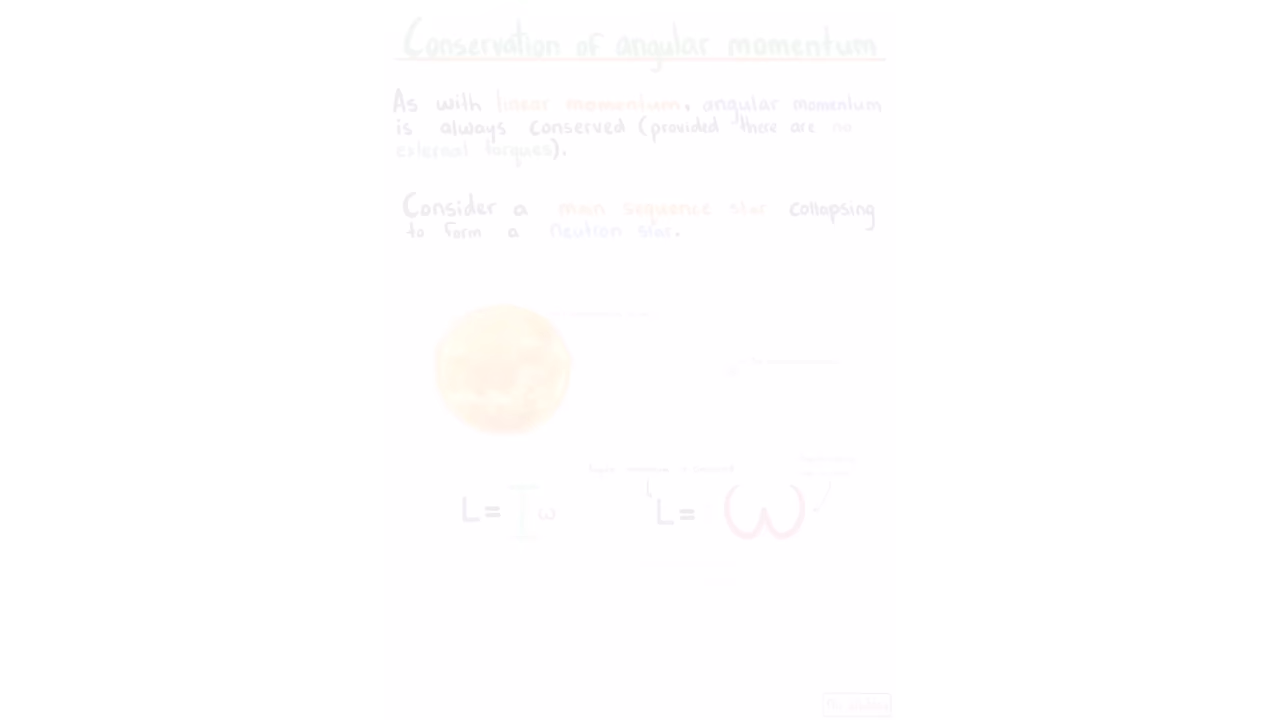 Conservation of angular momentum
As with linear momentum, angular momentum
is always conserved (provided there are no
external torques).
Consider a main sequence star collapsing
to form a neutron star.
L = I ω
L = ω